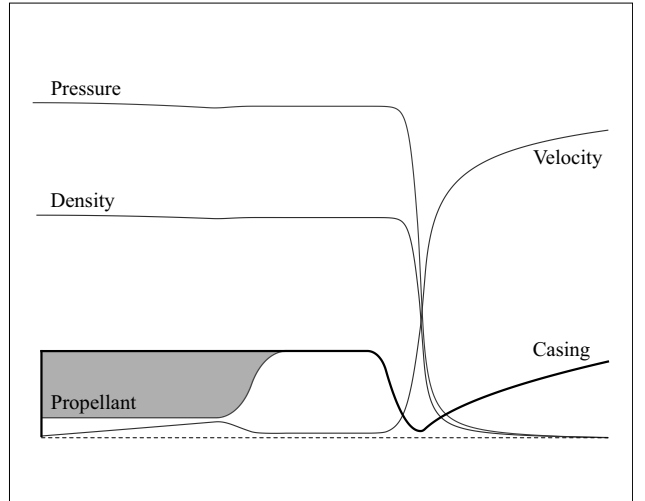 Pressure
Velocity
Density
Casing
Propellant